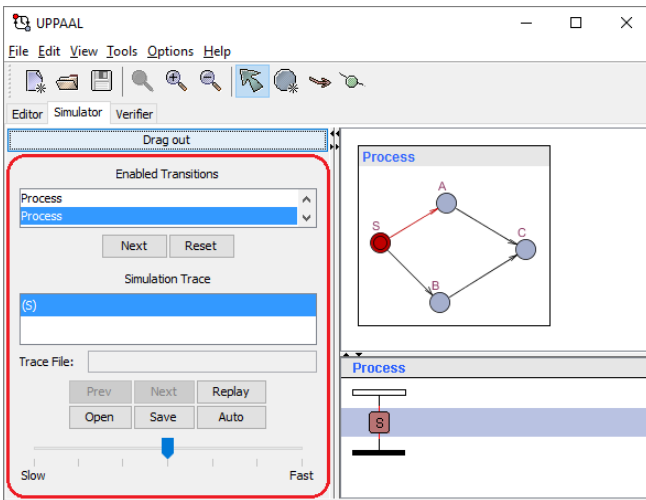 UPPAAL
File Edit View Tools Options Help
Editor Simulator Verifier
Drag out
Enabled Transitions
Process
Process
Next Reset
Simulation Trace
(S)
Trace File:
Prev Next Replay
Open Save Auto
Slow Fast
Process
A
S
C
B
Process
S